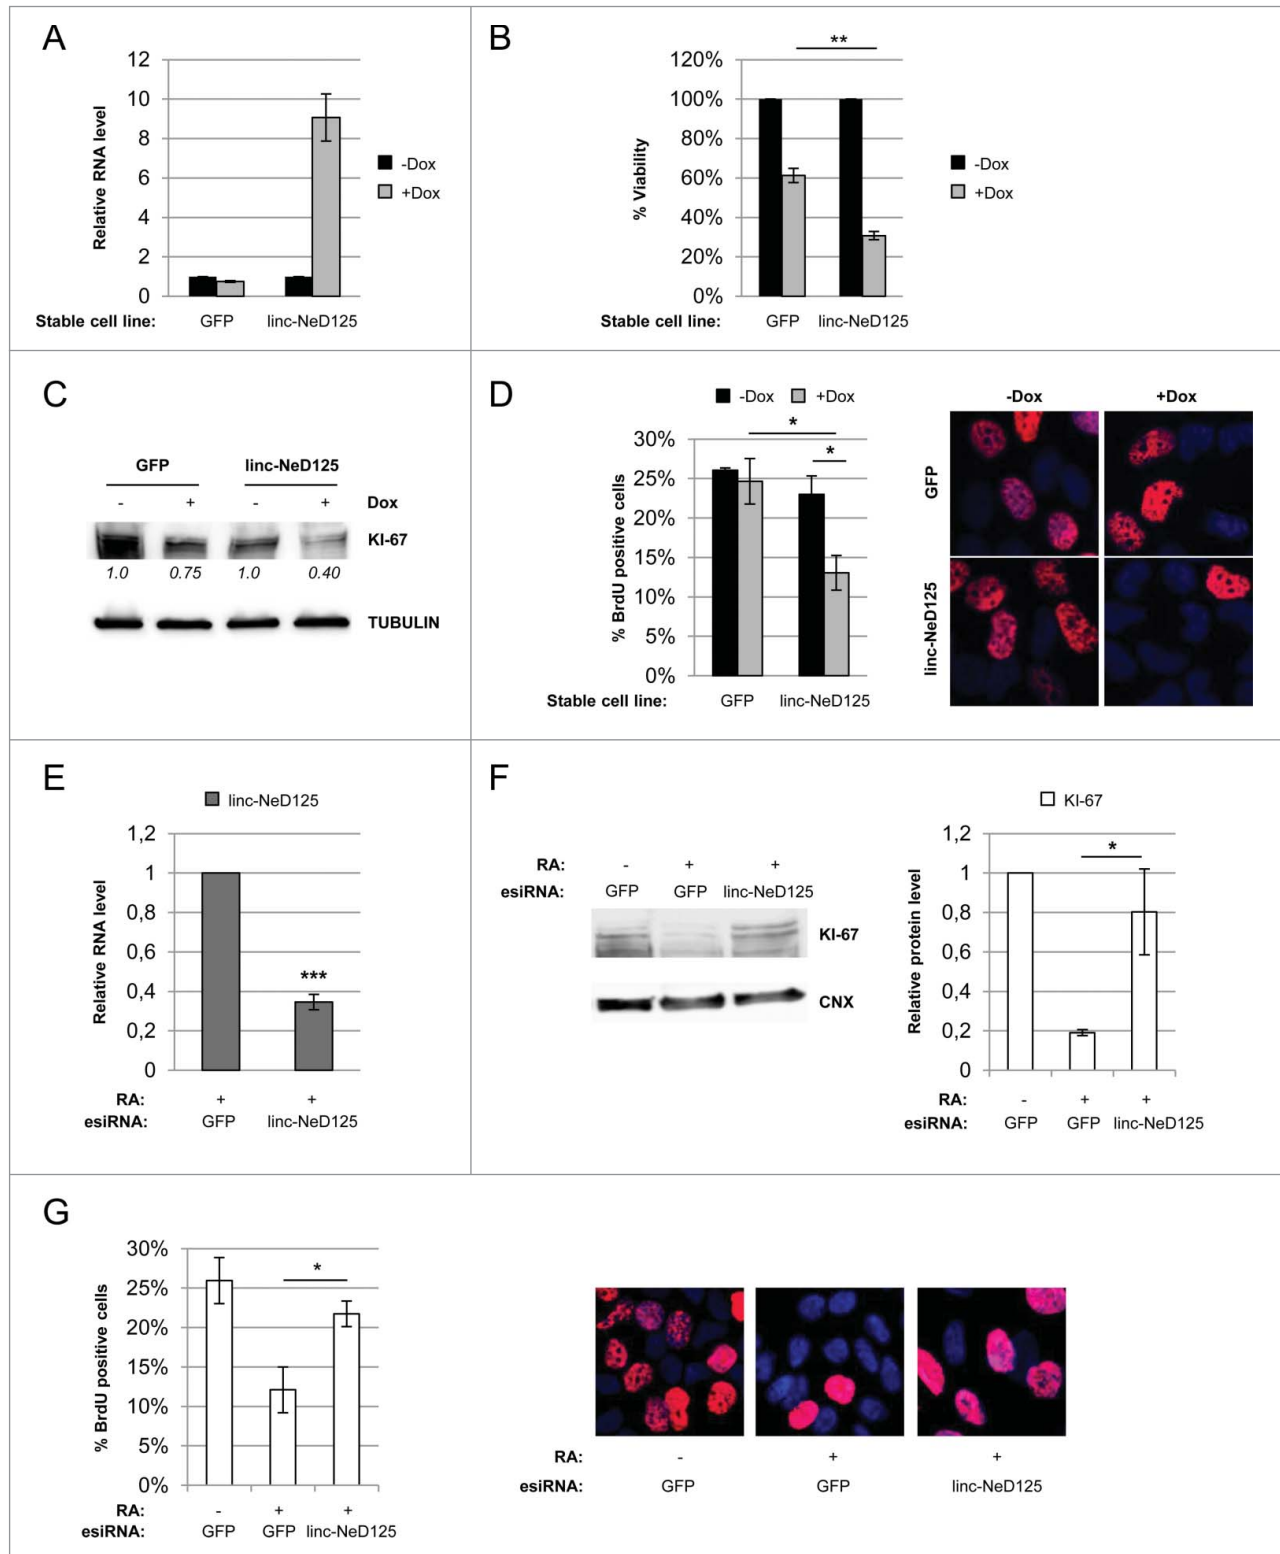 A
12
10
8
6
4
2
0
Relative RNA level
-Dox
+Dox
Stable cell line: GFP linc-NeD125
B
**
120%
100%
80%
60%
40%
20%
0%
% Viability
-Dox
+Dox
Stable cell line: GFP linc-NeD125
C
GFP linc-NeD125
- + - + Dox
KI-67
1.0 0.75 1.0 0.40
TUBULIN
D
-Dox +Dox
*
*
30%
25%
20%
15%
10%
5%
0%
% BrdU positive cells
Stable cell line: GFP linc-NeD125
-Dox +Dox
GFP
linc-NeD125
E
linc-NeD125
1,2
1
0,8
0,6
0,4
0,2
0
Relative RNA level
***
RA: + +
esiRNA: GFP linc-NeD125
F
RA: - + +
esiRNA: GFP GFP linc-NeD125
KI-67
CNX
KI-67
*
1,2
1
0,8
0,6
0,4
0,2
0
Relative protein level
RA: - + +
esiRNA: GFP GFP linc-NeD125
G
*
30%
25%
20%
15%
10%
5%
0%
% BrdU positive cells
RA: - + +
esiRNA: GFP GFP linc-NeD125
RA: - + +
esiRNA: GFP GFP linc-NeD125